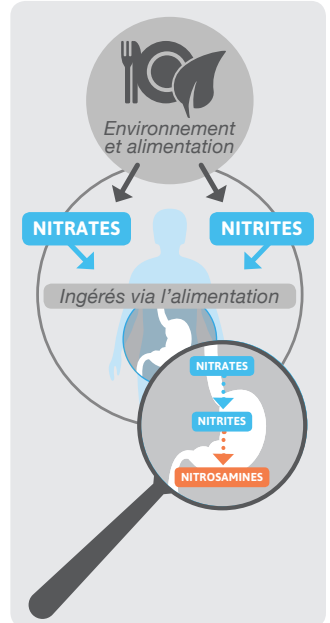 Environnement
et alimentation
NITRATES
NITRITES
Ingérés via l'alimentation
NITRATES
NITRITES
NITROSAMINES